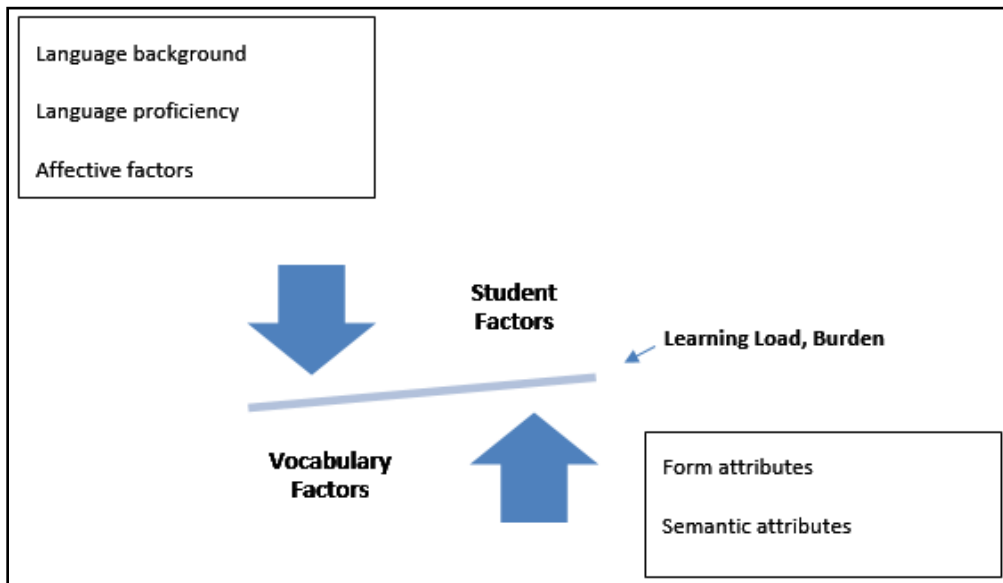 Language background
Language proficiency
Affective factors
Student
Factors
Learning Load, Burden
Vocabulary
Factors
Form attributes
Semantic attributes